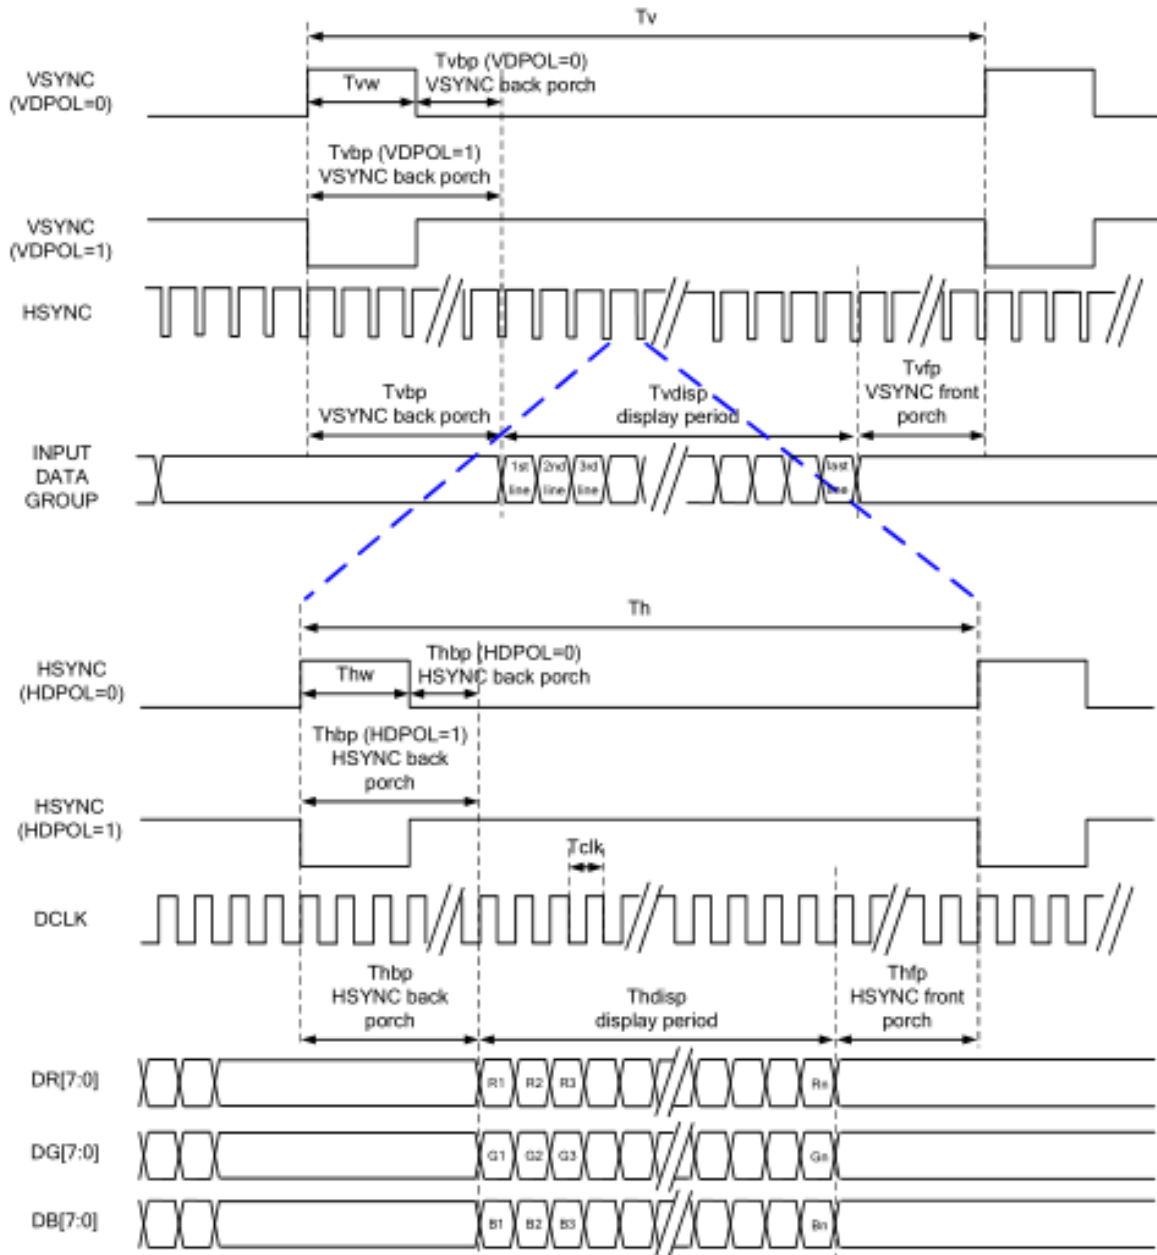 Tv
VSYNC
(VDPOL=0)
Tvw
Tvbp (VDPOL=0)
VSYNC back porch
Tvbp (VDPOL=1)
VSYNC back porch
VSYNC
(VDPOL=1)
HSYNC
Tvbp
VSYNC back porch
Tvdisp
display period
Tvfp
VSYNC front
porch
INPUT
DATA
GROUP
1st
line
2nd
line
3rd
line
last
line
Th
HSYNC
(HDPOL=0)
Thw
Thbp (HDPOL=0)
HSYNC back porch
Thbp (HDPOL=1)
HSYNC back
porch
HSYNC
(HDPOL=1)
Tclk
DCLK
Thbp
HSYNC back
porch
Thdisp
display period
Thfp
HSYNC front
porch
DR[7:0]
R1 R2 R3 Rn
DG[7:0]
G1 G2 G3 Gn
DB[7:0]
B1 B2 B3 Bn